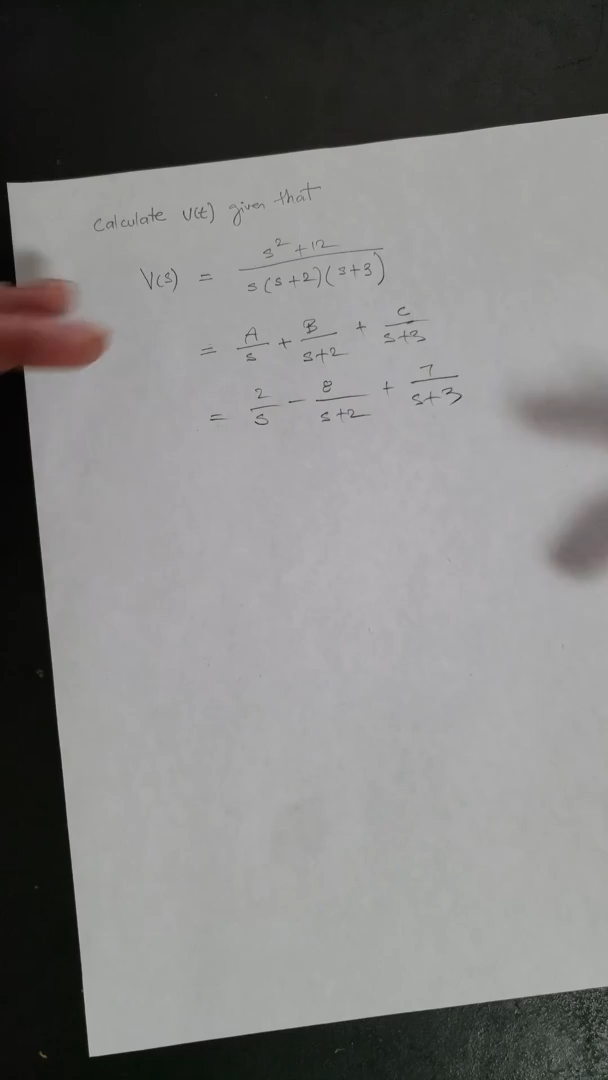 Calculate v(t) given that
V(s) = s² + 12 / s(s+2)(s+3)
= A/s + B/s+2 + C/s+3
= 2/s - 8/s+2 + 7/s+3